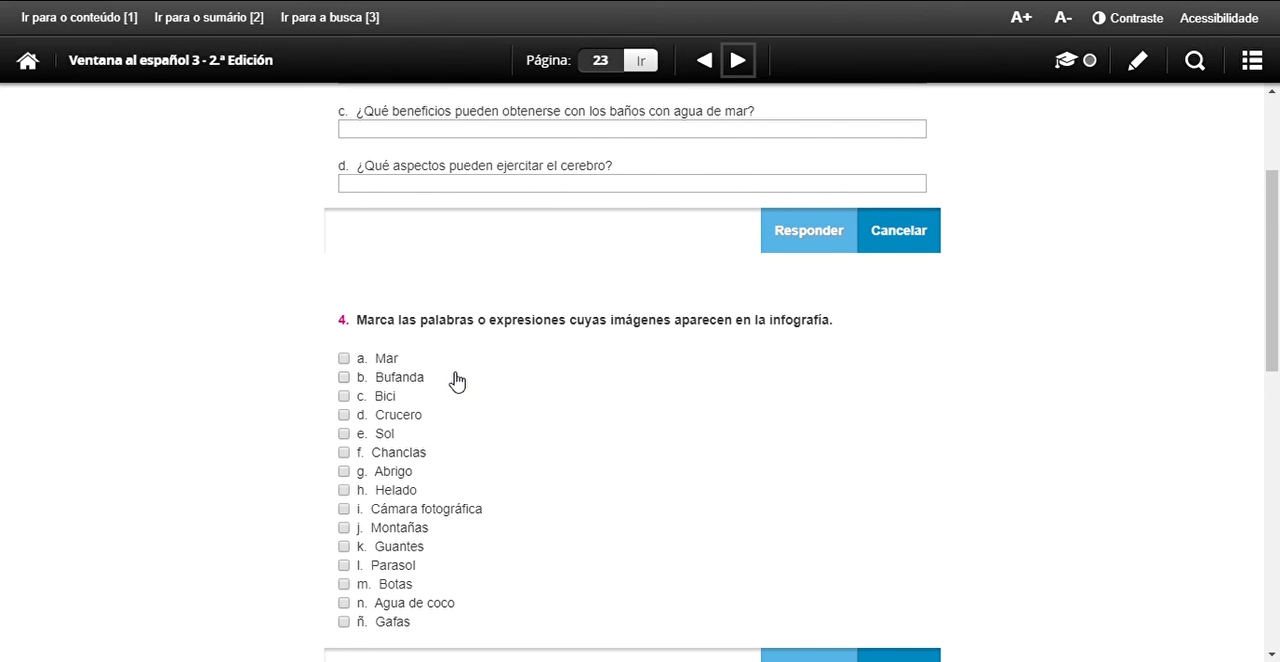 Ir para o conteúdo [1] Ir para o sumário [2] Ir para a busca [3] A+ A- Contraste Acessibilidade
Ventana al español 3 - 2.ª Edición Página: 23 Ir
c. ¿Qué beneficios pueden obtenerse con los baños con agua de mar?
d. ¿Qué aspectos pueden ejercitar el cerebro?
Responder Cancelar
4. Marca las palabras o expresiones cuyas imágenes aparecen en la infografía.
a. Mar
b. Bufanda
c. Bici
d. Crucero
e. Sol
f. Chanclas
g. Abrigo
h. Helado
i. Cámara fotográfica
j. Montañas
k. Guantes
l. Parasol
m. Botas
n. Agua de coco
ñ. Gafas